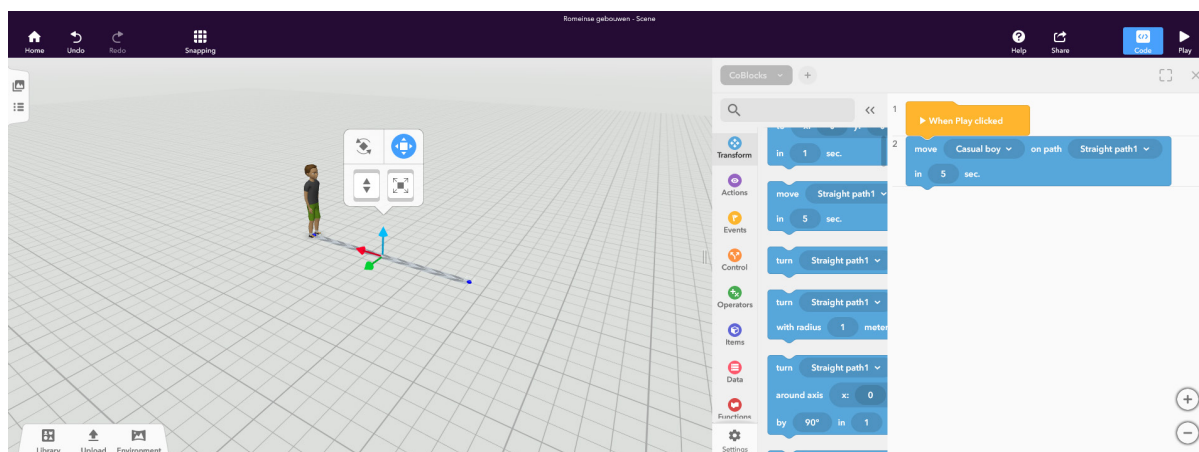 Romeinse gebouwen - Scene
Home Undo Redo Snapping Help Share Code Play
CoBlocks
Transform
Actions
Events
Control
Operators
Items
Data
Functions
Settings
in 1 sec.
move Straight path1
in 5 sec.
turn Straight path1
turn Straight path1
with radius 1 meter
turn Straight path1
around axis x: 0
by 90° in 1
1
When Play clicked
2
move Casual boy on path Straight path1
in 5 sec.
Library Upload Environment